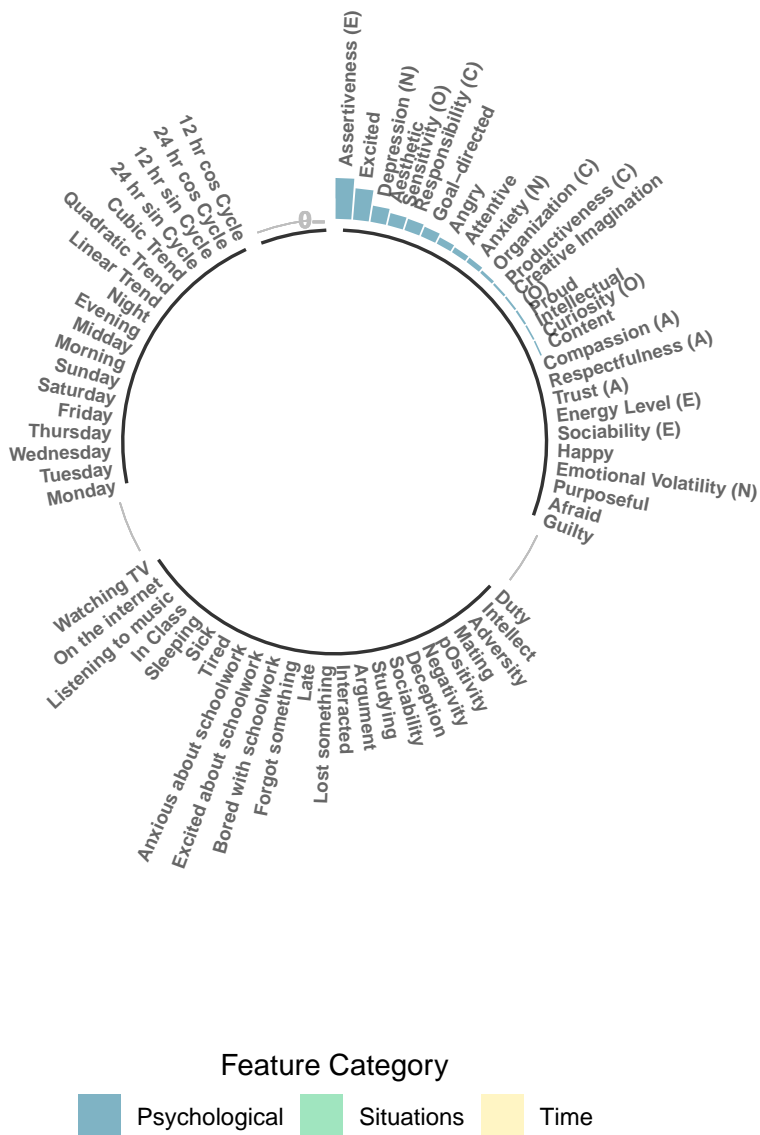 Assertiveness (E)
Excited
Depression (N)
Aesthetic
Sensitivity (O)
Responsibility (C)
Goal−directed
Angry
Attentive
Anxiety (N)
Organization (C)
Productiveness (C)
Creative Imagination
(O)
Proud
Intellectual
Curiosity (O)
Content
Compassion (A)
Respectfulness (A)
Trust (A)
Energy Level (E)
Sociability (E)
Happy
Emotional Volatility (N)
Purposeful
Afraid
Guilty
Duty
Intellect
Adversity
Mating
pOsitivity
Negativity
Deception
Sociability
Studying
Argument
Interacted
Lost something
Late
Forgot something
Bored with schoolwork
Excited about schoolwork
Anxious about schoolwork
Tired
Sick
Sleeping
In Class
Listening to music
On the internet
Watching TV
Monday
Tuesday
Wednesday
Thursday
Friday
Saturday
Sunday
Morning
Midday
Evening
Night
Linear Trend
Quadratic Trend
Cubic Trend
24 hr sin Cycle
12 hr sin Cycle
24 hr cos Cycle
12 hr cos Cycle
0−
Feature Category
Psychological
Situations
Time